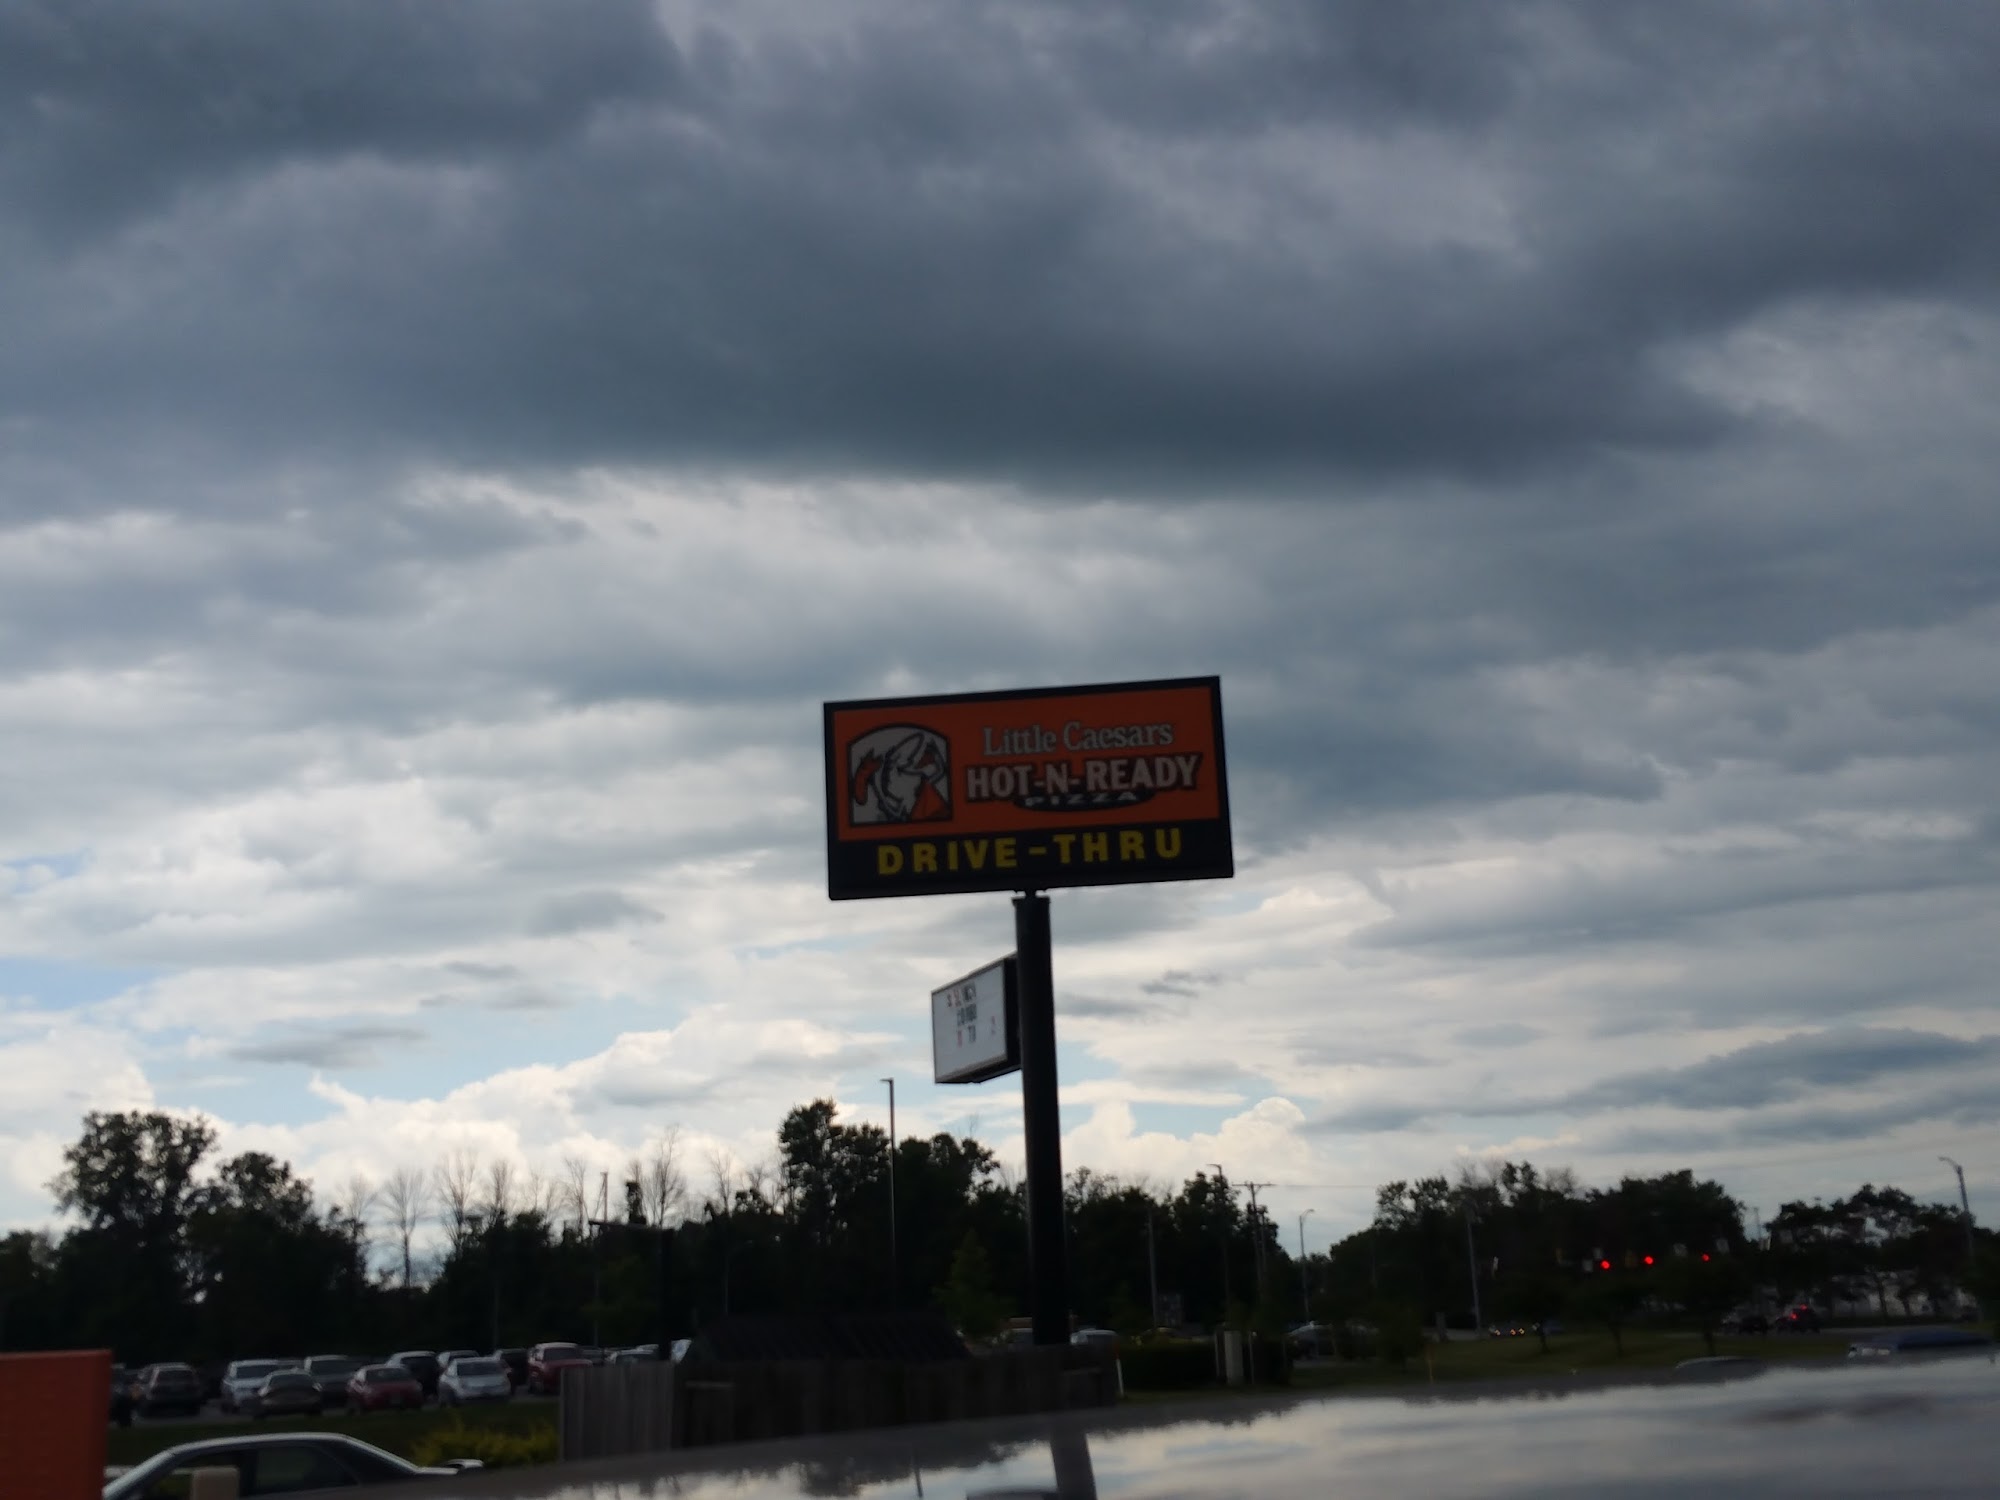 Little Caesars
HOT-N-READY
PIZZA
DRIVE-THRU